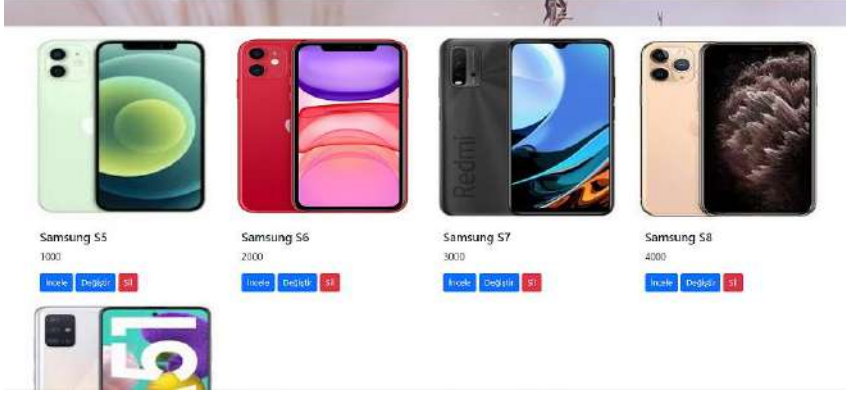 Redmi
Samsung S5
Samsung S6
Samsung S7
Samsung S8
1000
2000
3000
4000
İncele Değiştir Sil
İncele Değiştir Sil
İncele Değiştir Sil
İncele Değiştir Sil